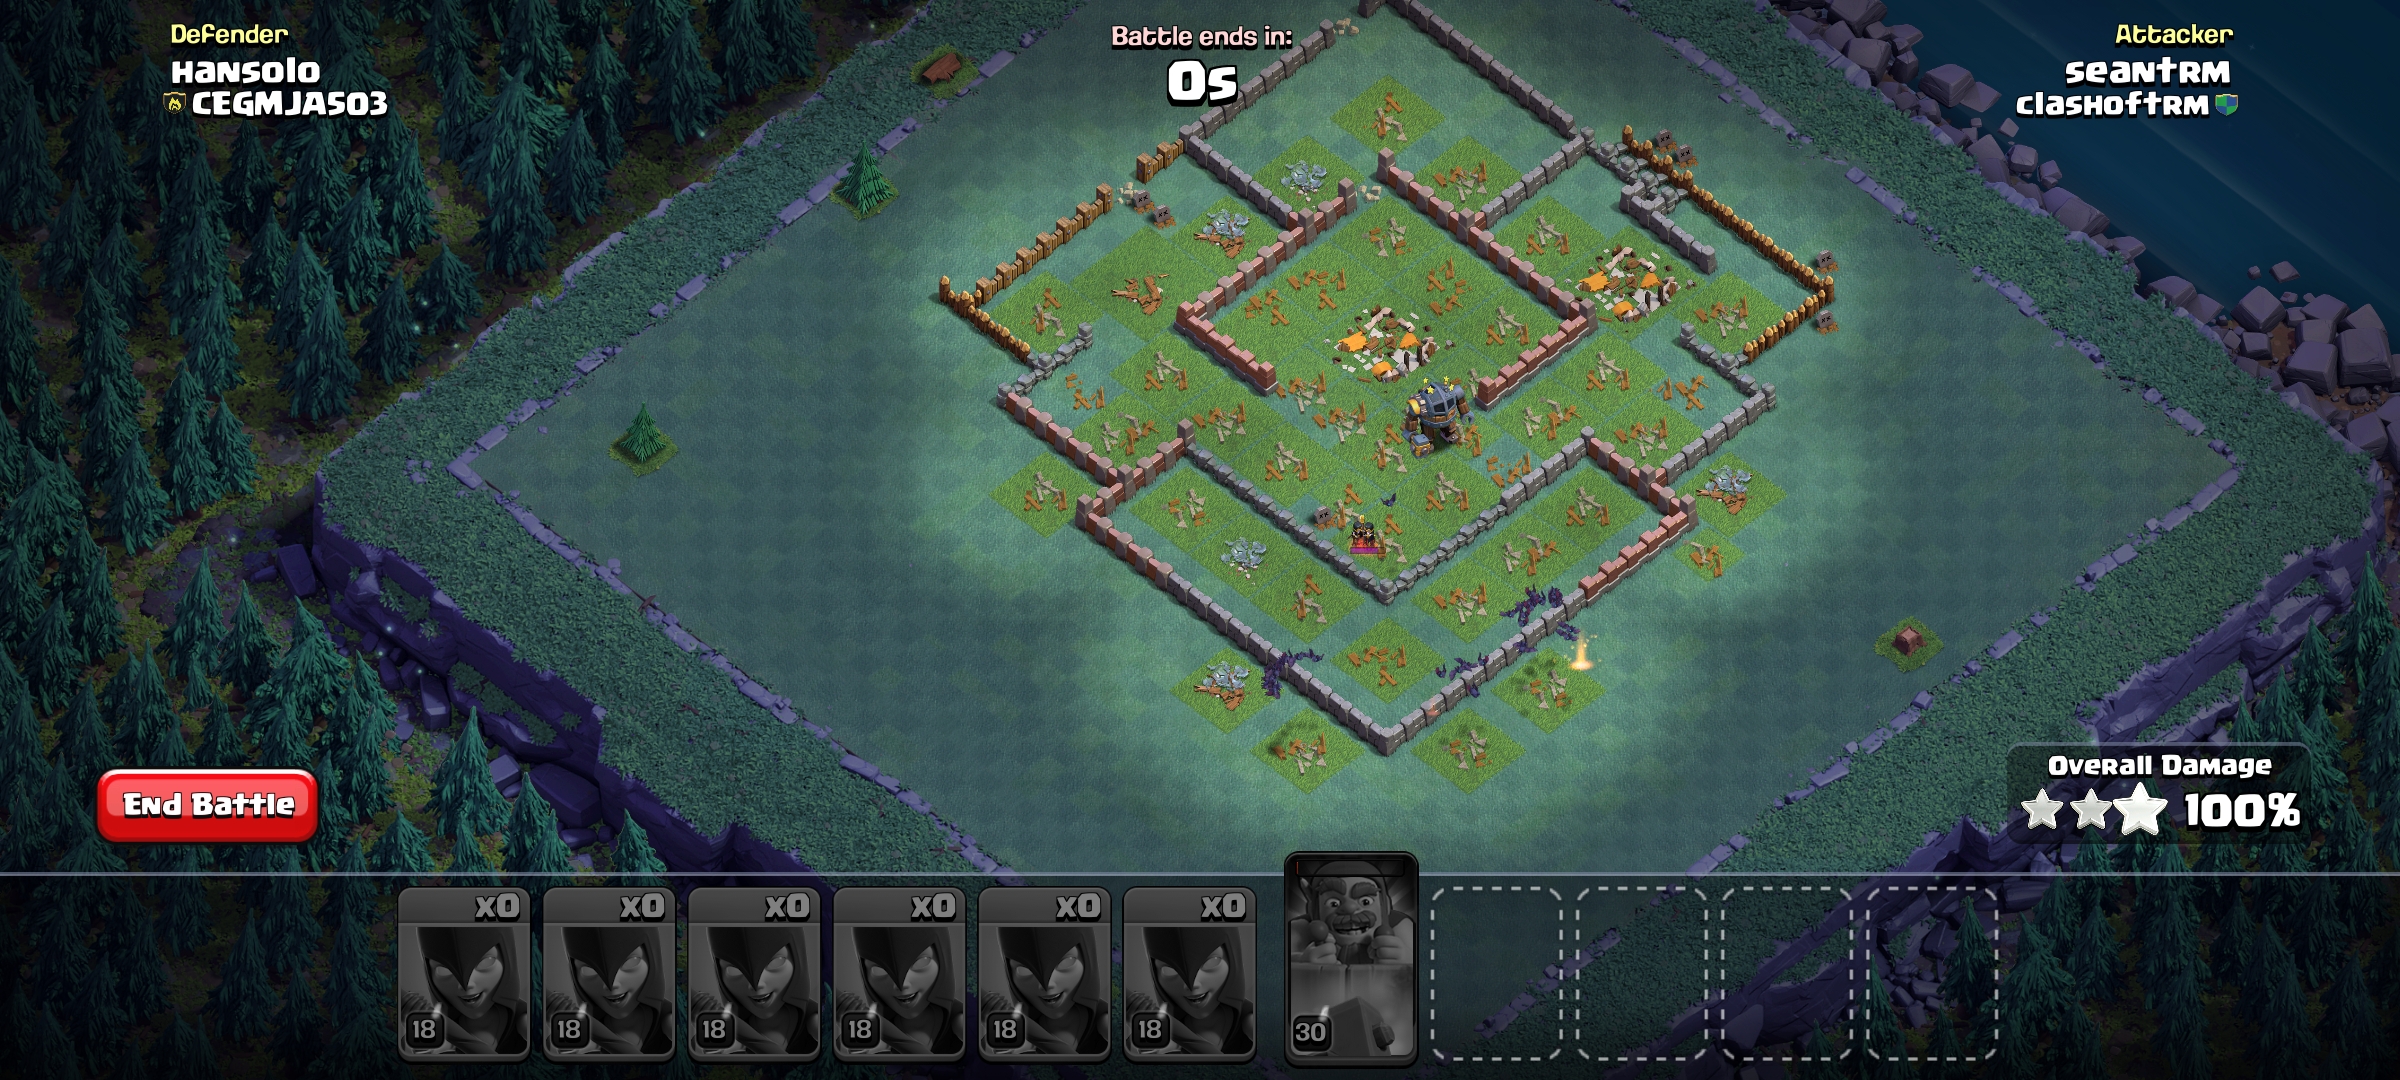 Defender
Hansolo
CEGMJA503
Battle ends in:
0s
Attacker
seantRM
clashoftRM
End Battle
Overall Damage
100%
x0
x0
x0
x0
x0
x0
18
18
18
18
18
18
30